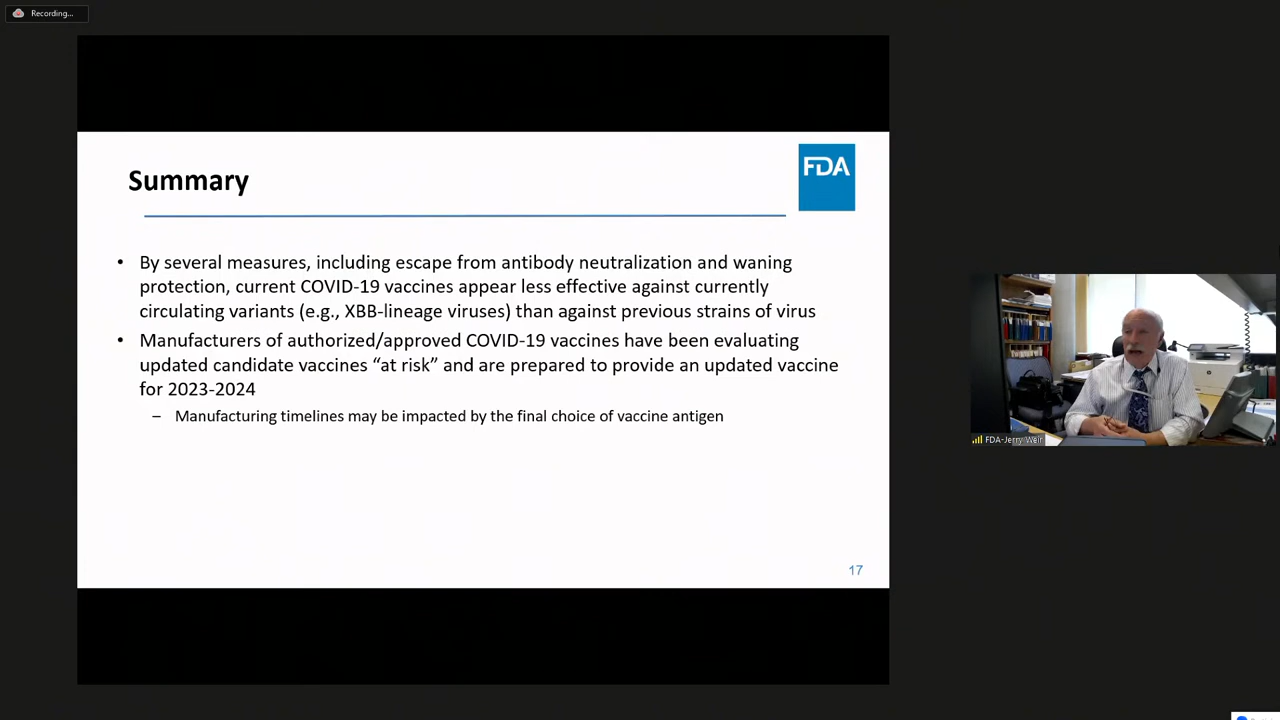 Recording...
Summary
FDA
• By several measures, including escape from antibody neutralization and waning
protection, current COVID-19 vaccines appear less effective against currently
circulating variants (e.g., XBB-lineage viruses) than against previous strains of virus
• Manufacturers of authorized/approved COVID-19 vaccines have been evaluating
updated candidate vaccines “at risk” and are prepared to provide an updated vaccine
for 2023-2024
– Manufacturing timelines may be impacted by the final choice of vaccine antigen
17
FDA-Jerry Weir